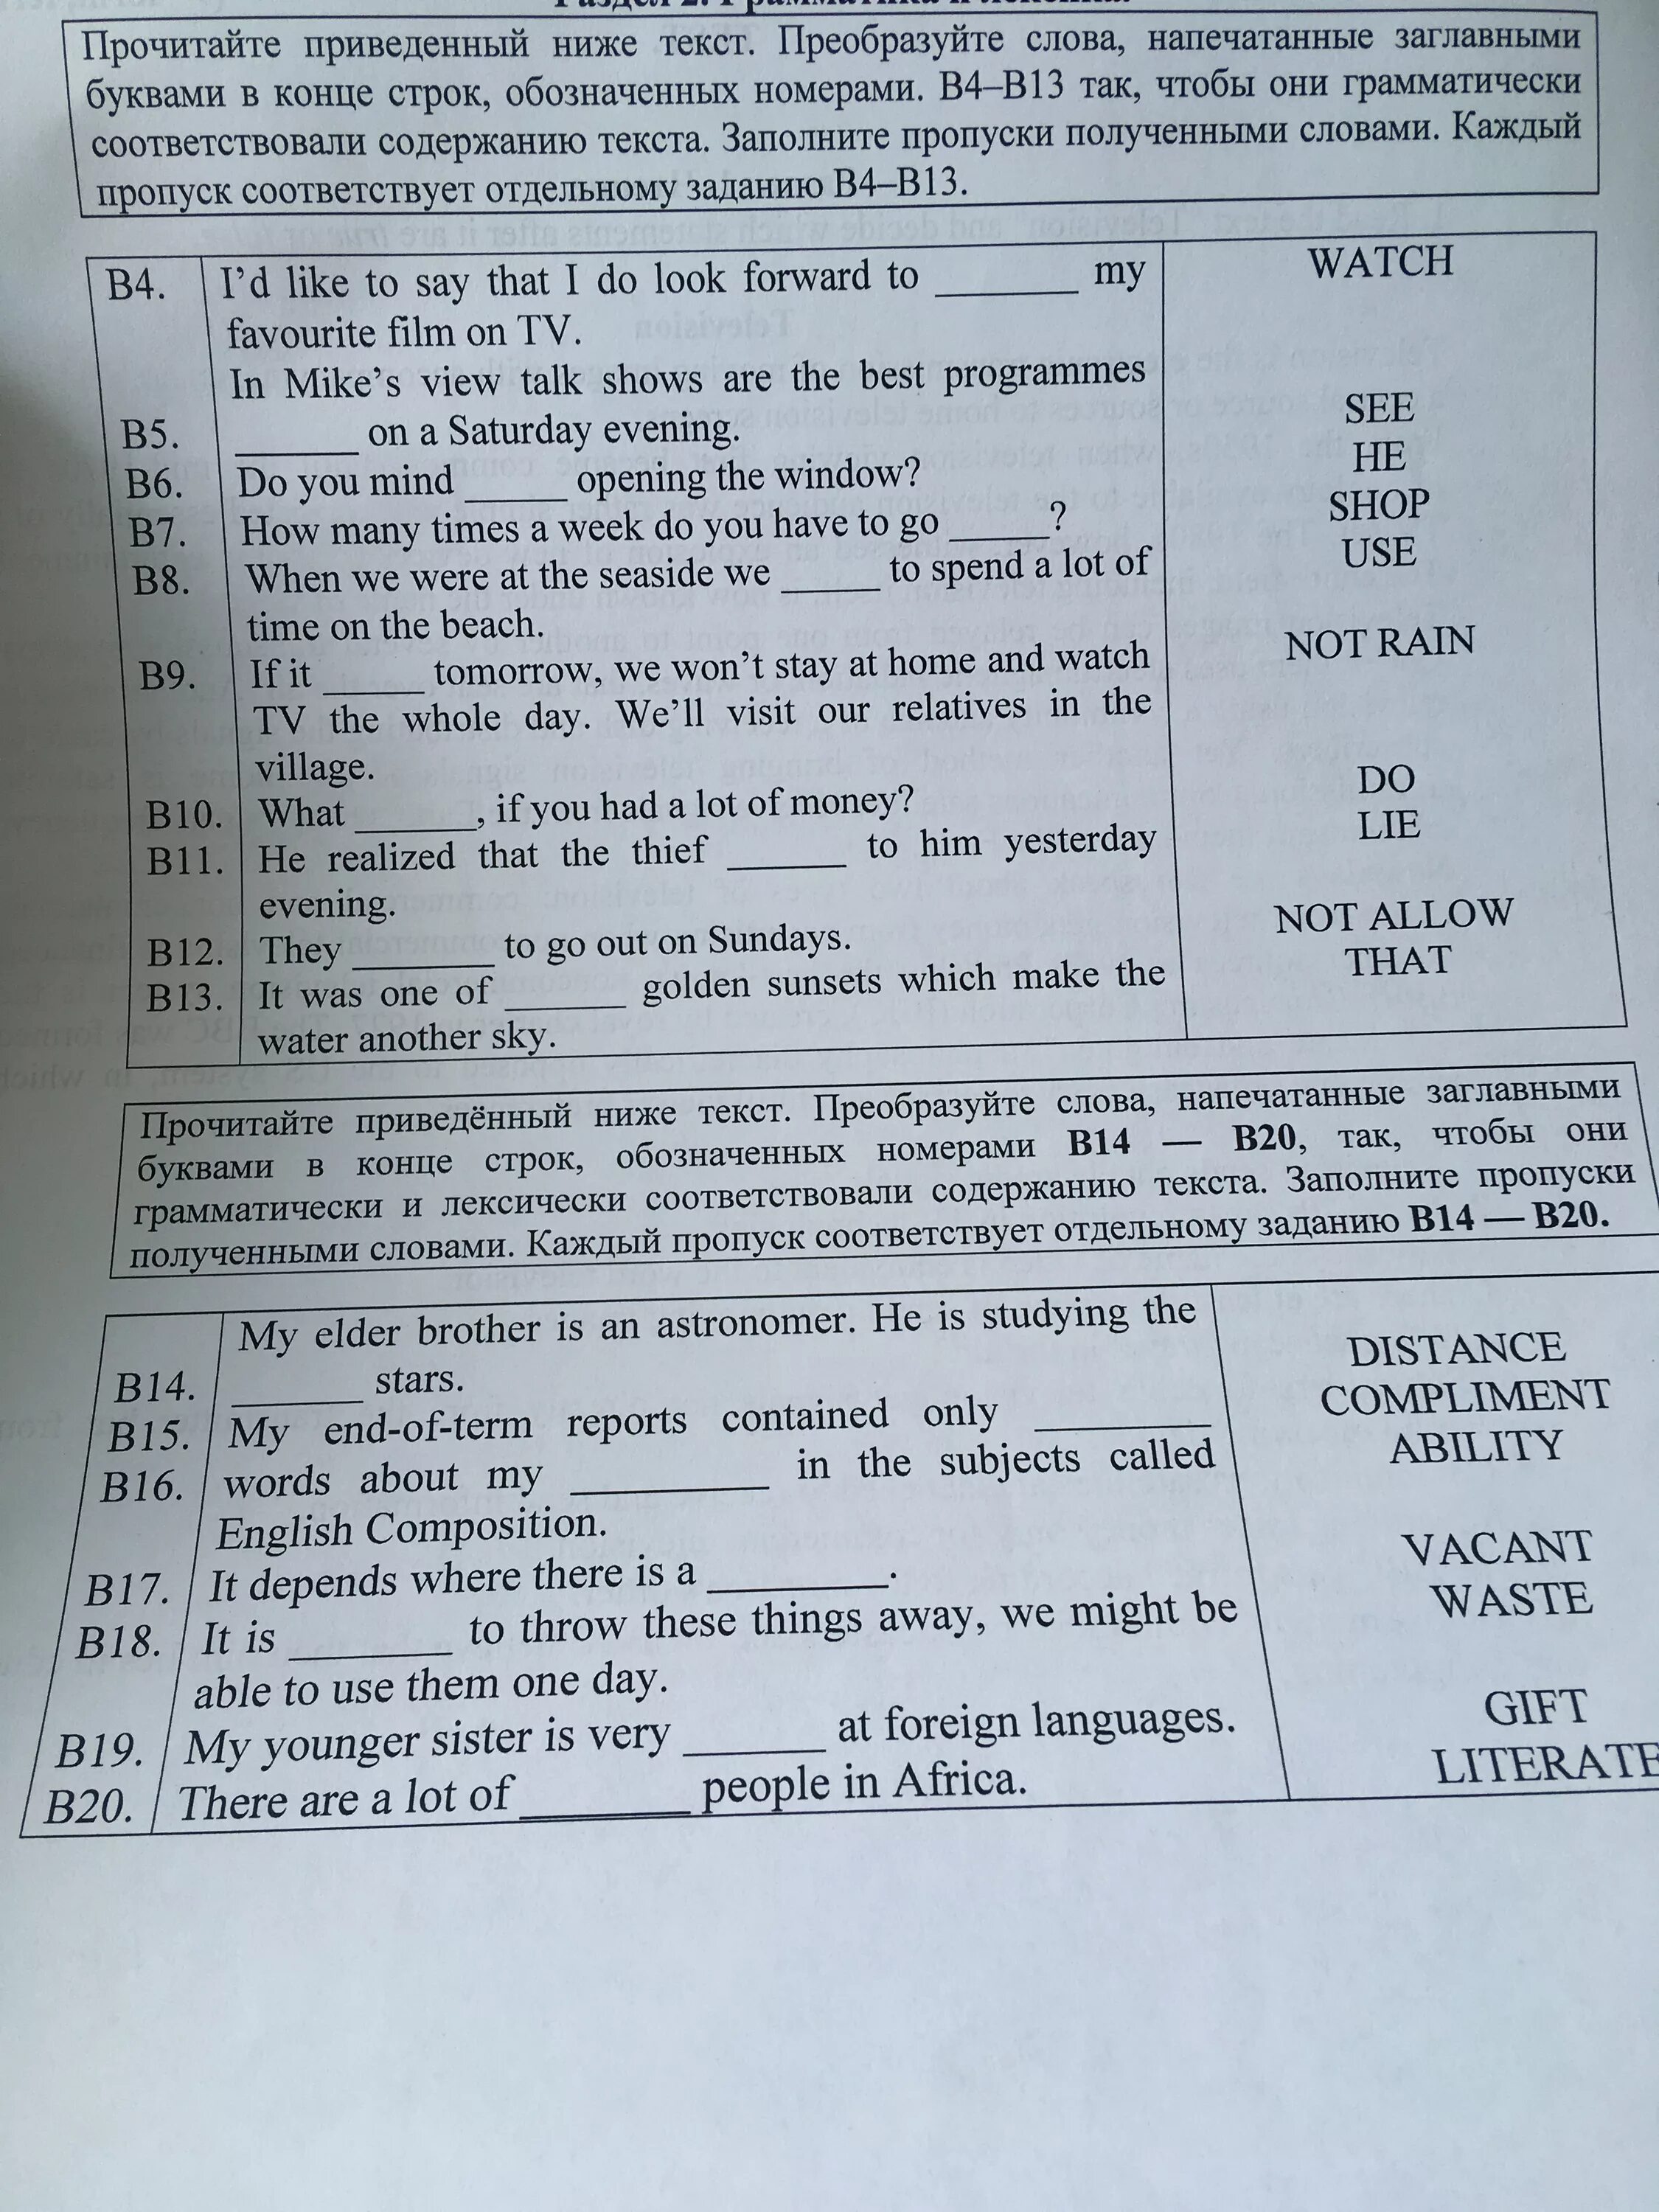 Раздел 2. Грамматика и лексика.
Прочитайте приведенный ниже текст. Преобразуйте слова, напечатанные заглавными
буквами в конце строк, обозначенных номерами. В4–В13 так, чтобы они грамматически
соответствовали содержанию текста. Заполните пропуски полученными словами. Каждый
пропуск соответствует отдельному заданию В4–В13.
B4. I’d like to say that I do look forward to ______ my WATCH
favourite film on TV.
In Mike’s view talk shows are the best programmes
B5. ______ on a Saturday evening. SEE
B6. Do you mind _____ opening the window? HE
B7. How many times a week do you have to go _____? SHOP
B8. When we were at the seaside we _____ to spend a lot of USE
time on the beach.
B9. If it _____ tomorrow, we won’t stay at home and watch NOT RAIN
TV the whole day. We’ll visit our relatives in the
village.
B10. What ______, if you had a lot of money? DO
B11. He realized that the thief ______ to him yesterday LIE
evening.
B12. They _______ to go out on Sundays. NOT ALLOW
B13. It was one of ______ golden sunsets which make the THAT
water another sky.
Прочитайте приведённый ниже текст. Преобразуйте слова, напечатанные заглавными
буквами в конце строк, обозначенных номерами В14 — В20, так, чтобы они
грамматически и лексически соответствовали содержанию текста. Заполните пропуски
полученными словами. Каждый пропуск соответствует отдельному заданию В14 — В20.
My elder brother is an astronomer. He is studying the
B14. ______ stars. DISTANCE
B15. My end-of-term reports contained only ________ COMPLIMENT
B16. words about my _________ in the subjects called ABILITY
English Composition.
B17. It depends where there is a ________. VACANT
B18. It is _______ to throw these things away, we might be WASTE
able to use them one day.
B19. My younger sister is very ______ at foreign languages. GIFT
B20. There are a lot of _______ people in Africa. LITERATE